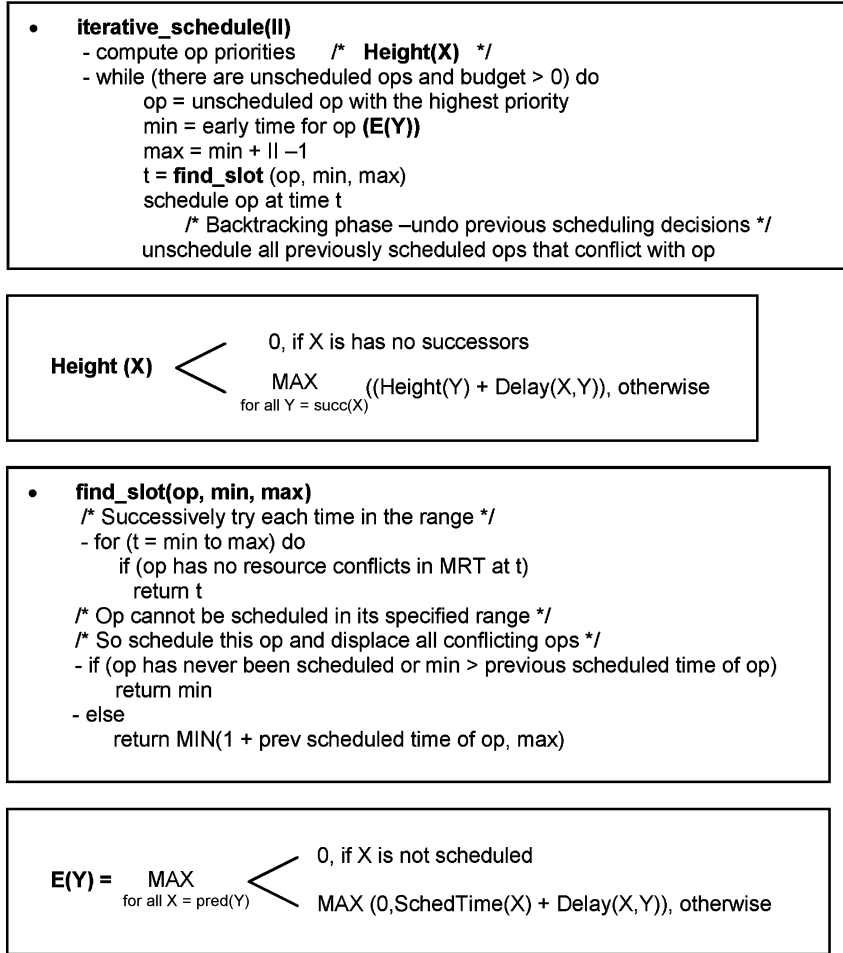 • iterative_schedule(II)
- compute op priorities /* Height(X) */
- while (there are unscheduled ops and budget > 0) do
op = unscheduled op with the highest priority
min = early time for op (E(Y))
max = min + II –1
t = find_slot (op, min, max)
schedule op at time t
/* Backtracking phase –undo previous scheduling decisions */
unschedule all previously scheduled ops that conflict with op
0, if X is has no successors
Height (X)
MAX ((Height(Y) + Delay(X,Y)), otherwise
for all Y = succ(X)
• find_slot(op, min, max)
/* Successively try each time in the range */
- for (t = min to max) do
if (op has no resource conflicts in MRT at t)
return t
/* Op cannot be scheduled in its specified range */
/* So schedule this op and displace all conflicting ops */
- if (op has never been scheduled or min > previous scheduled time of op)
return min
- else
return MIN(1 + prev scheduled time of op, max)
0, if X is not scheduled
E(Y) = MAX
for all X = pred(Y)
MAX (0,SchedTime(X) + Delay(X,Y)), otherwise